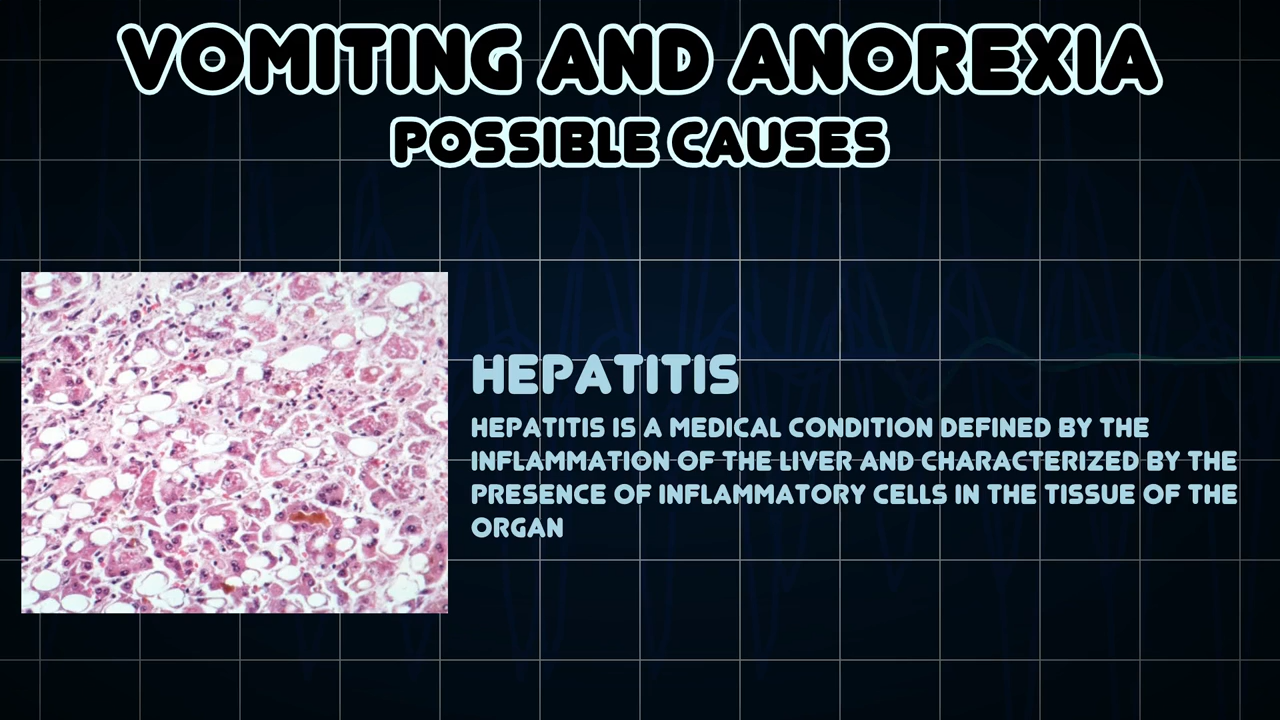 VOMITING AND ANOREXIA
POSSIBLE CAUSES
HEPATITIS
HEPATITIS IS A MEDICAL CONDITION DEFINED BY THE
INFLAMMATION OF THE LIVER AND CHARACTERIZED BY THE
PRESENCE OF INFLAMMATORY CELLS IN THE TISSUE OF THE
ORGAN